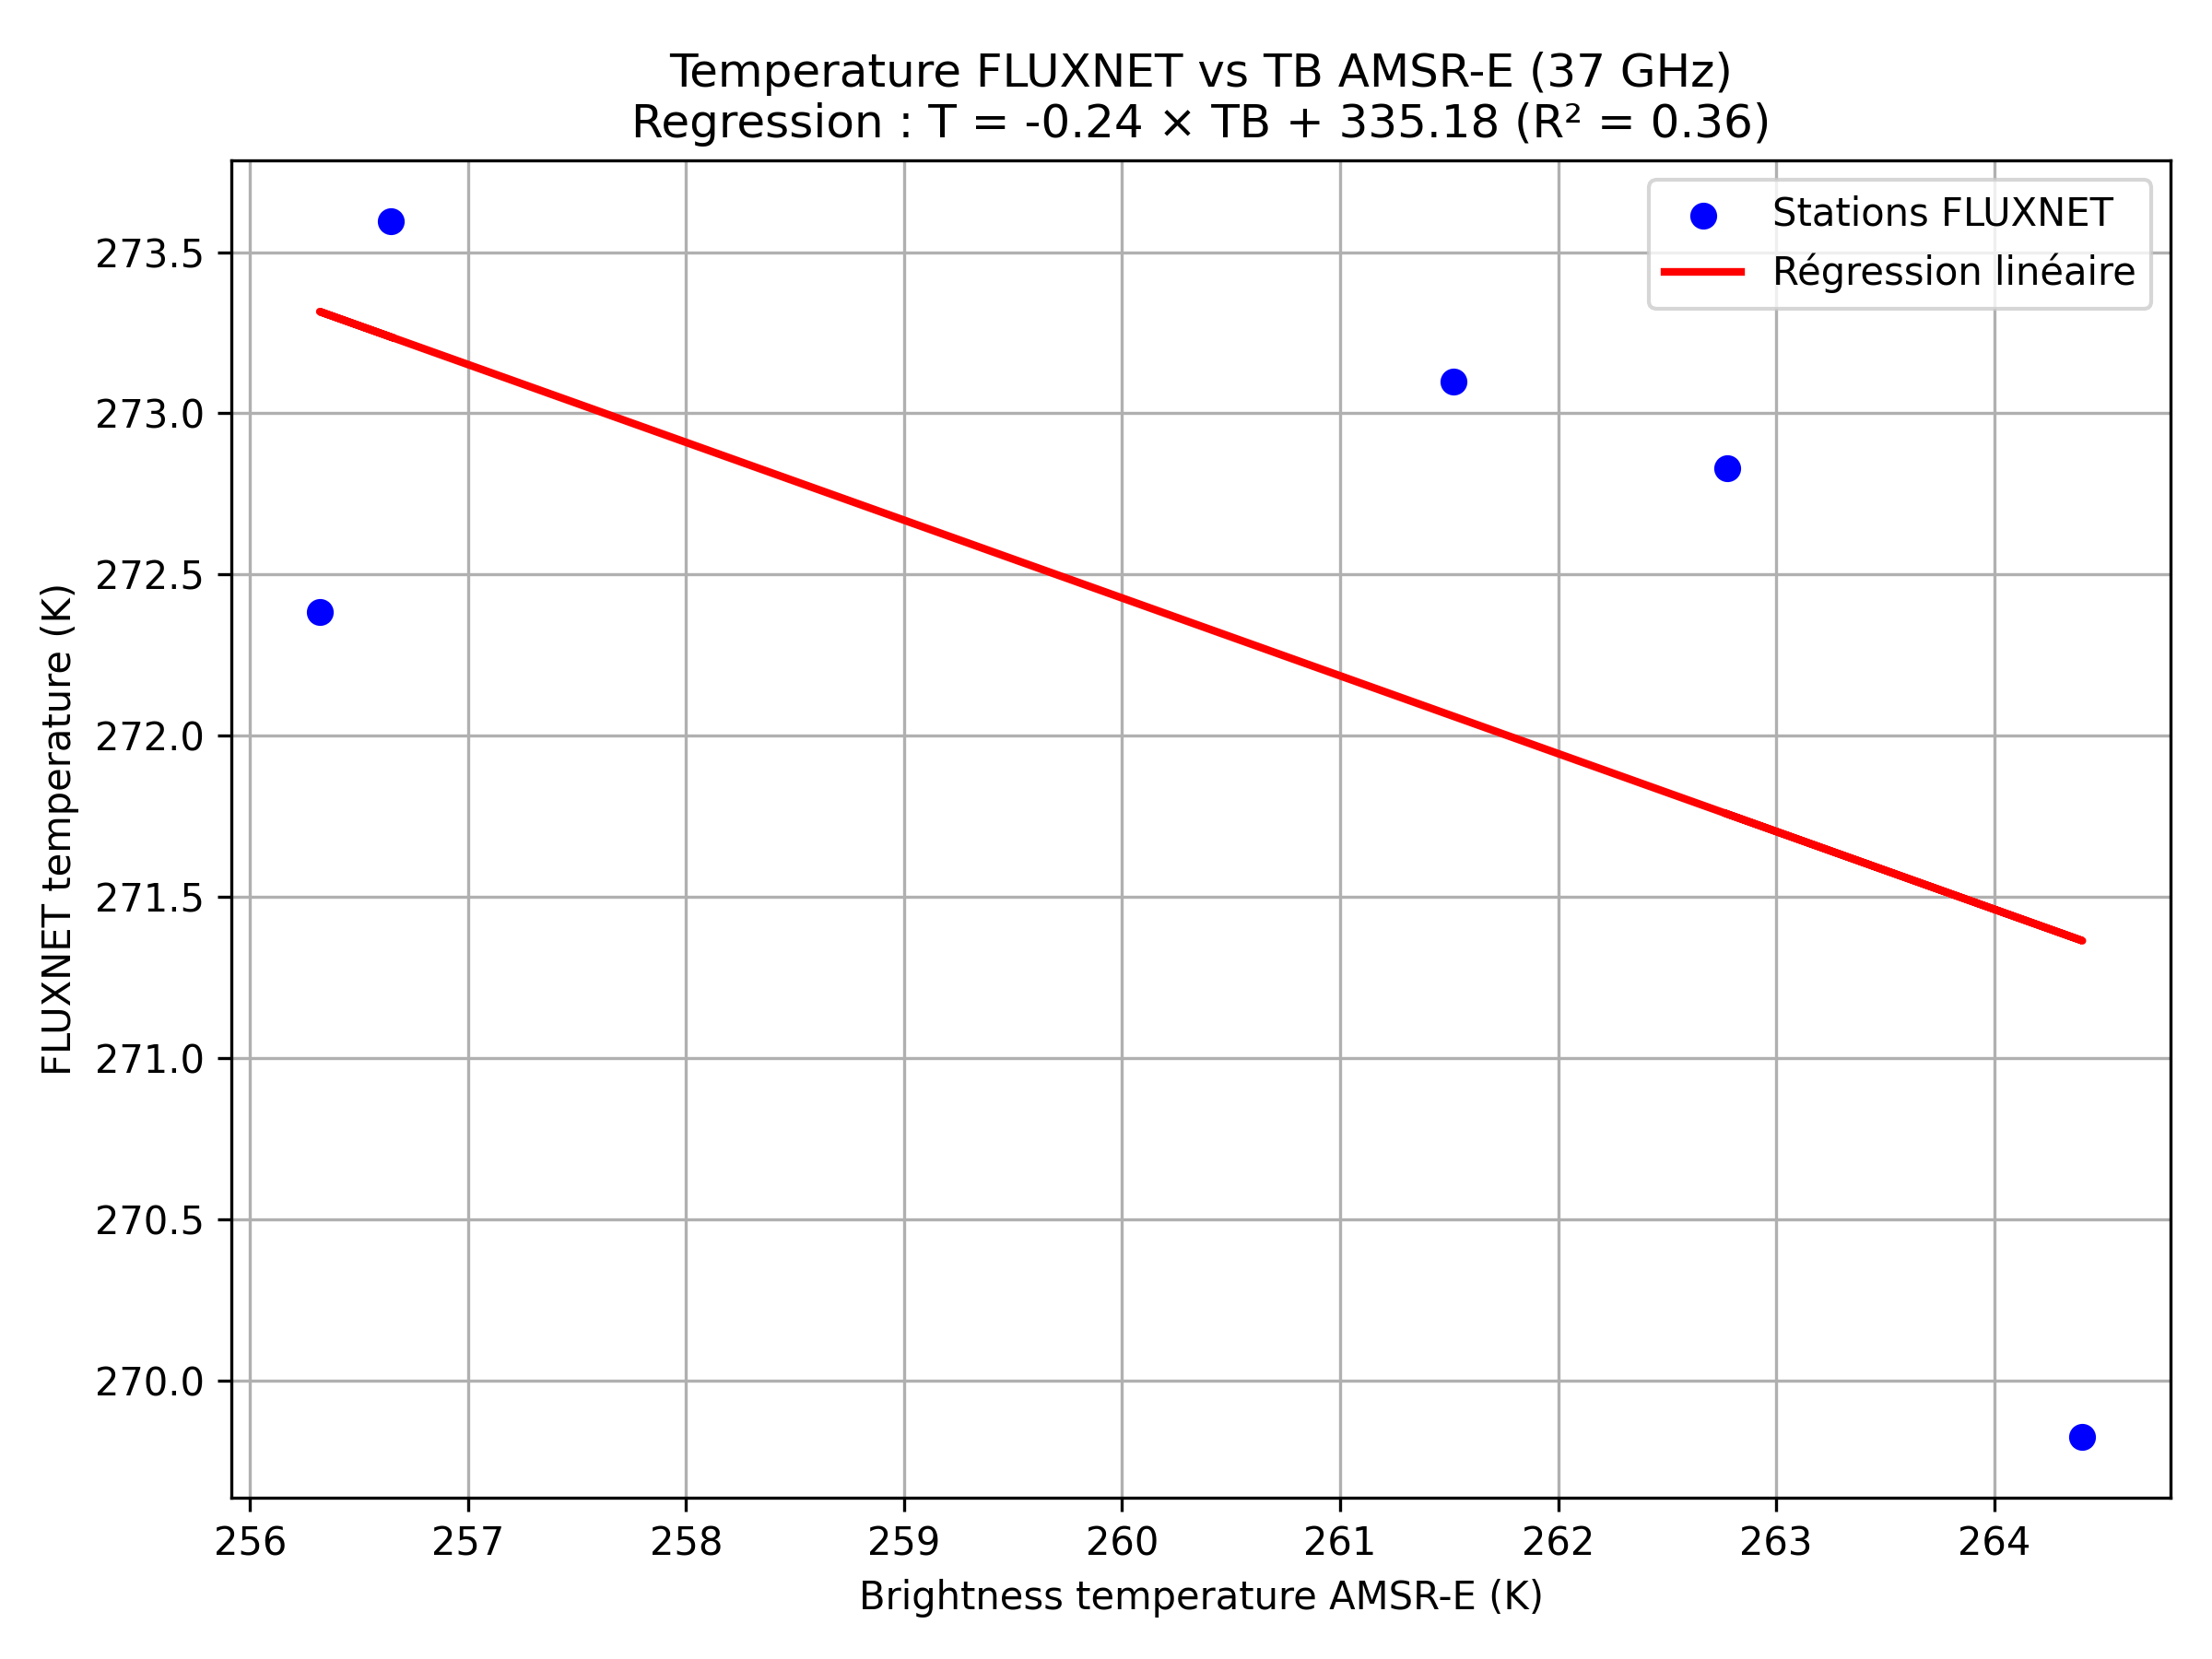 Temperature FLUXNET vs TB AMSR-E (37 GHz)
Regression : T = -0.24 × TB + 335.18 (R² = 0.36)
Stations FLUXNET
Régression linéaire
FLUXNET temperature (K)
273.5
273.0
272.5
272.0
271.5
271.0
270.5
270.0
256 257 258 259 260 261 262 263 264
Brightness temperature AMSR-E (K)